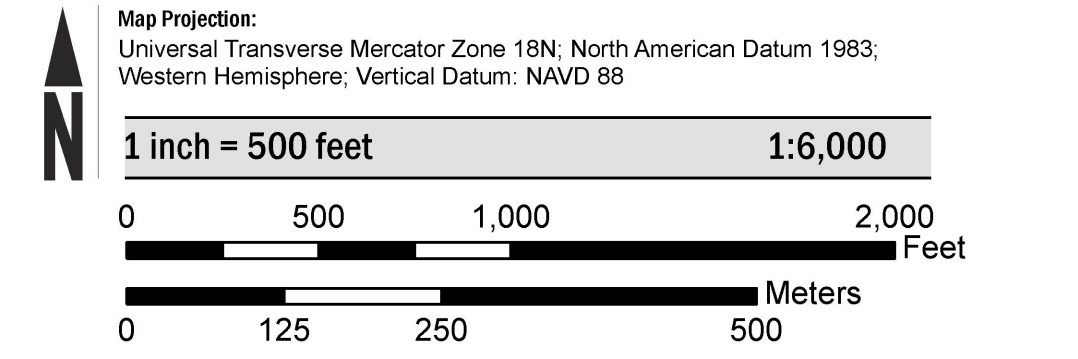 Map Projection:
Universal Transverse Mercator Zone 18N; North American Datum 1983;
Western Hemisphere; Vertical Datum: NAVD 88
N
1 inch = 500 feet 1:6,000
0 500 1,000 2,000
Feet
Meters
0 125 250 500